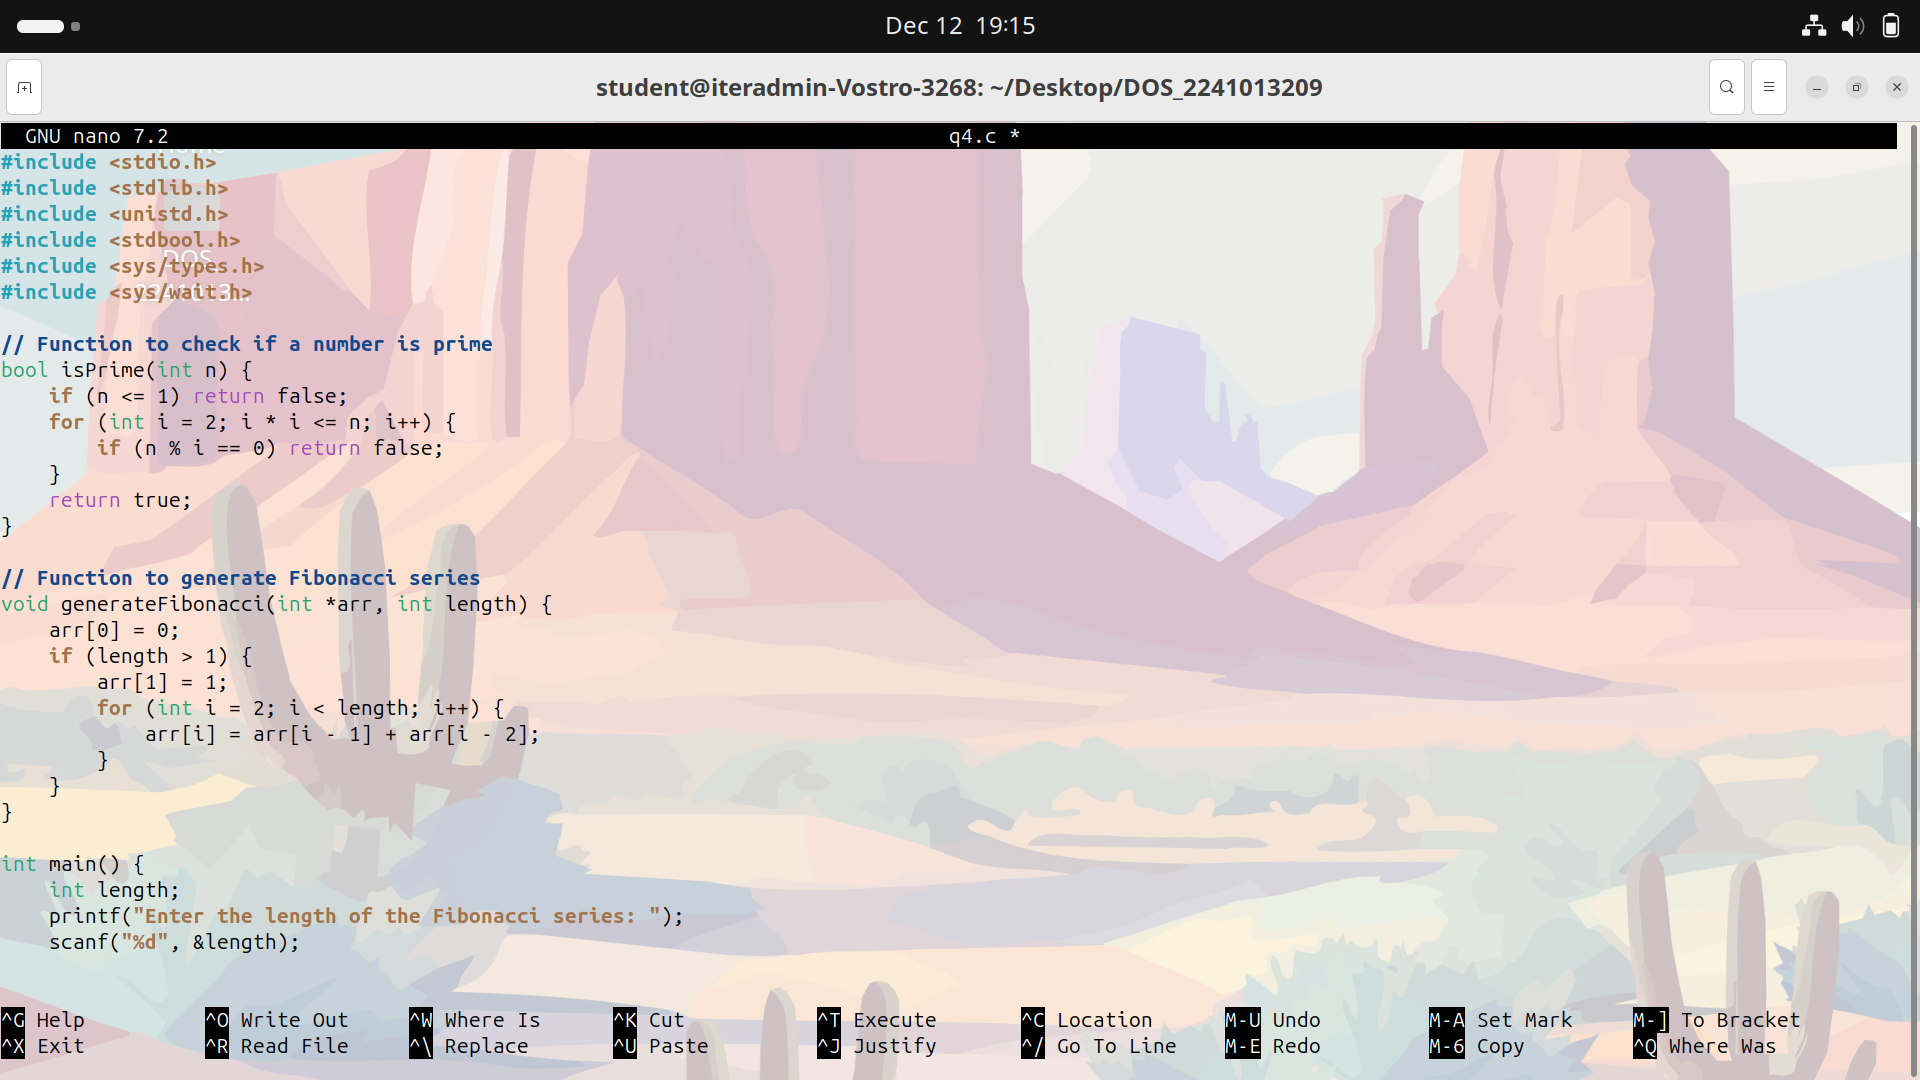 Dec 12 19:15
student@iteradmin-Vostro-3268: ~/Desktop/DOS_2241013209
GNU nano 7.2 q4.c *
#include <stdio.h>
#include <stdlib.h>
#include <unistd.h>
#include <stdbool.h>
#include <sys/types.h>
#include <sys/wait.h>
Home
DOS_
2241013...

// Function to check if a number is prime
bool isPrime(int n) {
    if (n <= 1) return false;
    for (int i = 2; i * i <= n; i++) {
        if (n % i == 0) return false;
    }
    return true;
}

// Function to generate Fibonacci series
void generateFibonacci(int *arr, int length) {
    arr[0] = 0;
    if (length > 1) {
        arr[1] = 1;
        for (int i = 2; i < length; i++) {
            arr[i] = arr[i - 1] + arr[i - 2];
        }
    }
}

int main() {
    int length;
    printf("Enter the length of the Fibonacci series: ");
    scanf("%d", &length);

^G Help ^O Write Out ^W Where Is ^K Cut ^T Execute ^C Location M-U Undo M-A Set Mark M-] To Bracket
^X Exit ^R Read File ^\ Replace ^U Paste ^J Justify ^/ Go To Line M-E Redo M-6 Copy ^Q Where Was